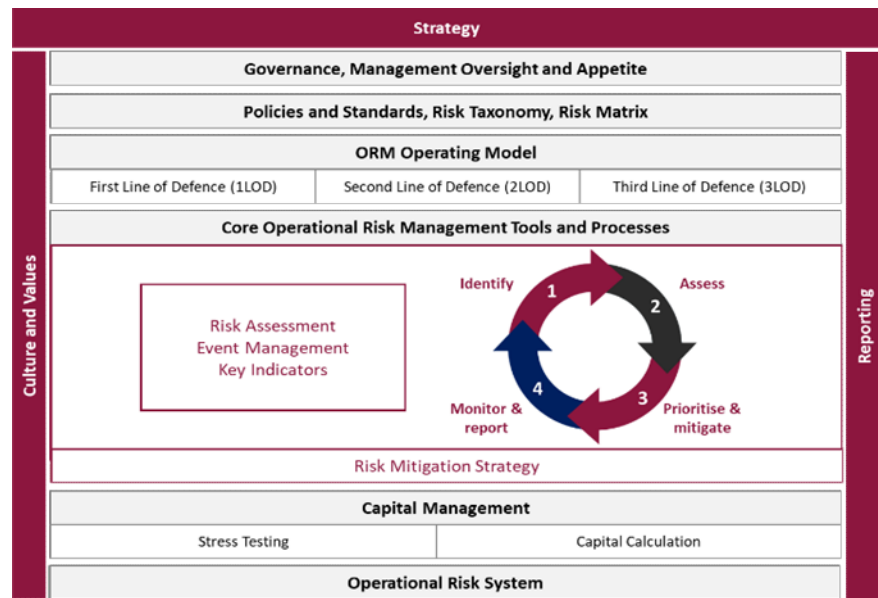 Strategy
Culture and Values
Governance, Management Oversight and Appetite
Policies and Standards, Risk Taxonomy, Risk Matrix
ORM Operating Model
First Line of Defence (1LOD)
Second Line of Defence (2LOD)
Third Line of Defence (3LOD)
Core Operational Risk Management Tools and Processes
Risk Assessment
Event Management
Key Indicators
Identify
1
Assess
2
Prioritise &
mitigate
3
Monitor &
report
4
Risk Mitigation Strategy
Capital Management
Stress Testing
Capital Calculation
Operational Risk System
Reporting